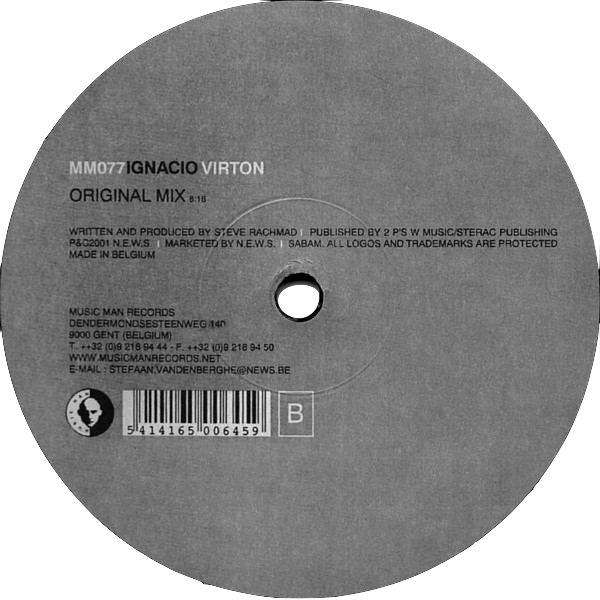 MM077IGNACIO VIRTON
ORIGINAL MIX 8:18
WRITTEN AND PRODUCED BY STEVE RACHMAD | PUBLISHED BY 2 P'S W MUSIC/STERAC PUBLISHING
P&C2001 N.E.W.S. | MARKETED BY N.E.W.S. | SABAM. ALL LOGOS AND TRADEMARKS ARE PROTECTED
MADE IN BELGIUM
MUSIC MAN RECORDS
DENDERMONDSESTEENWEG 140
9000 GENT (BELGIUM)
T. ++32 (0)9 218 94 44 - F. ++32 (0)9 218 94 50
WWW.MUSICMANRECORDS.NET
E-MAIL : STEFAAN.VANDENBERGHE@NEWS.BE
MUSIC MAN
5 414165 006459
B